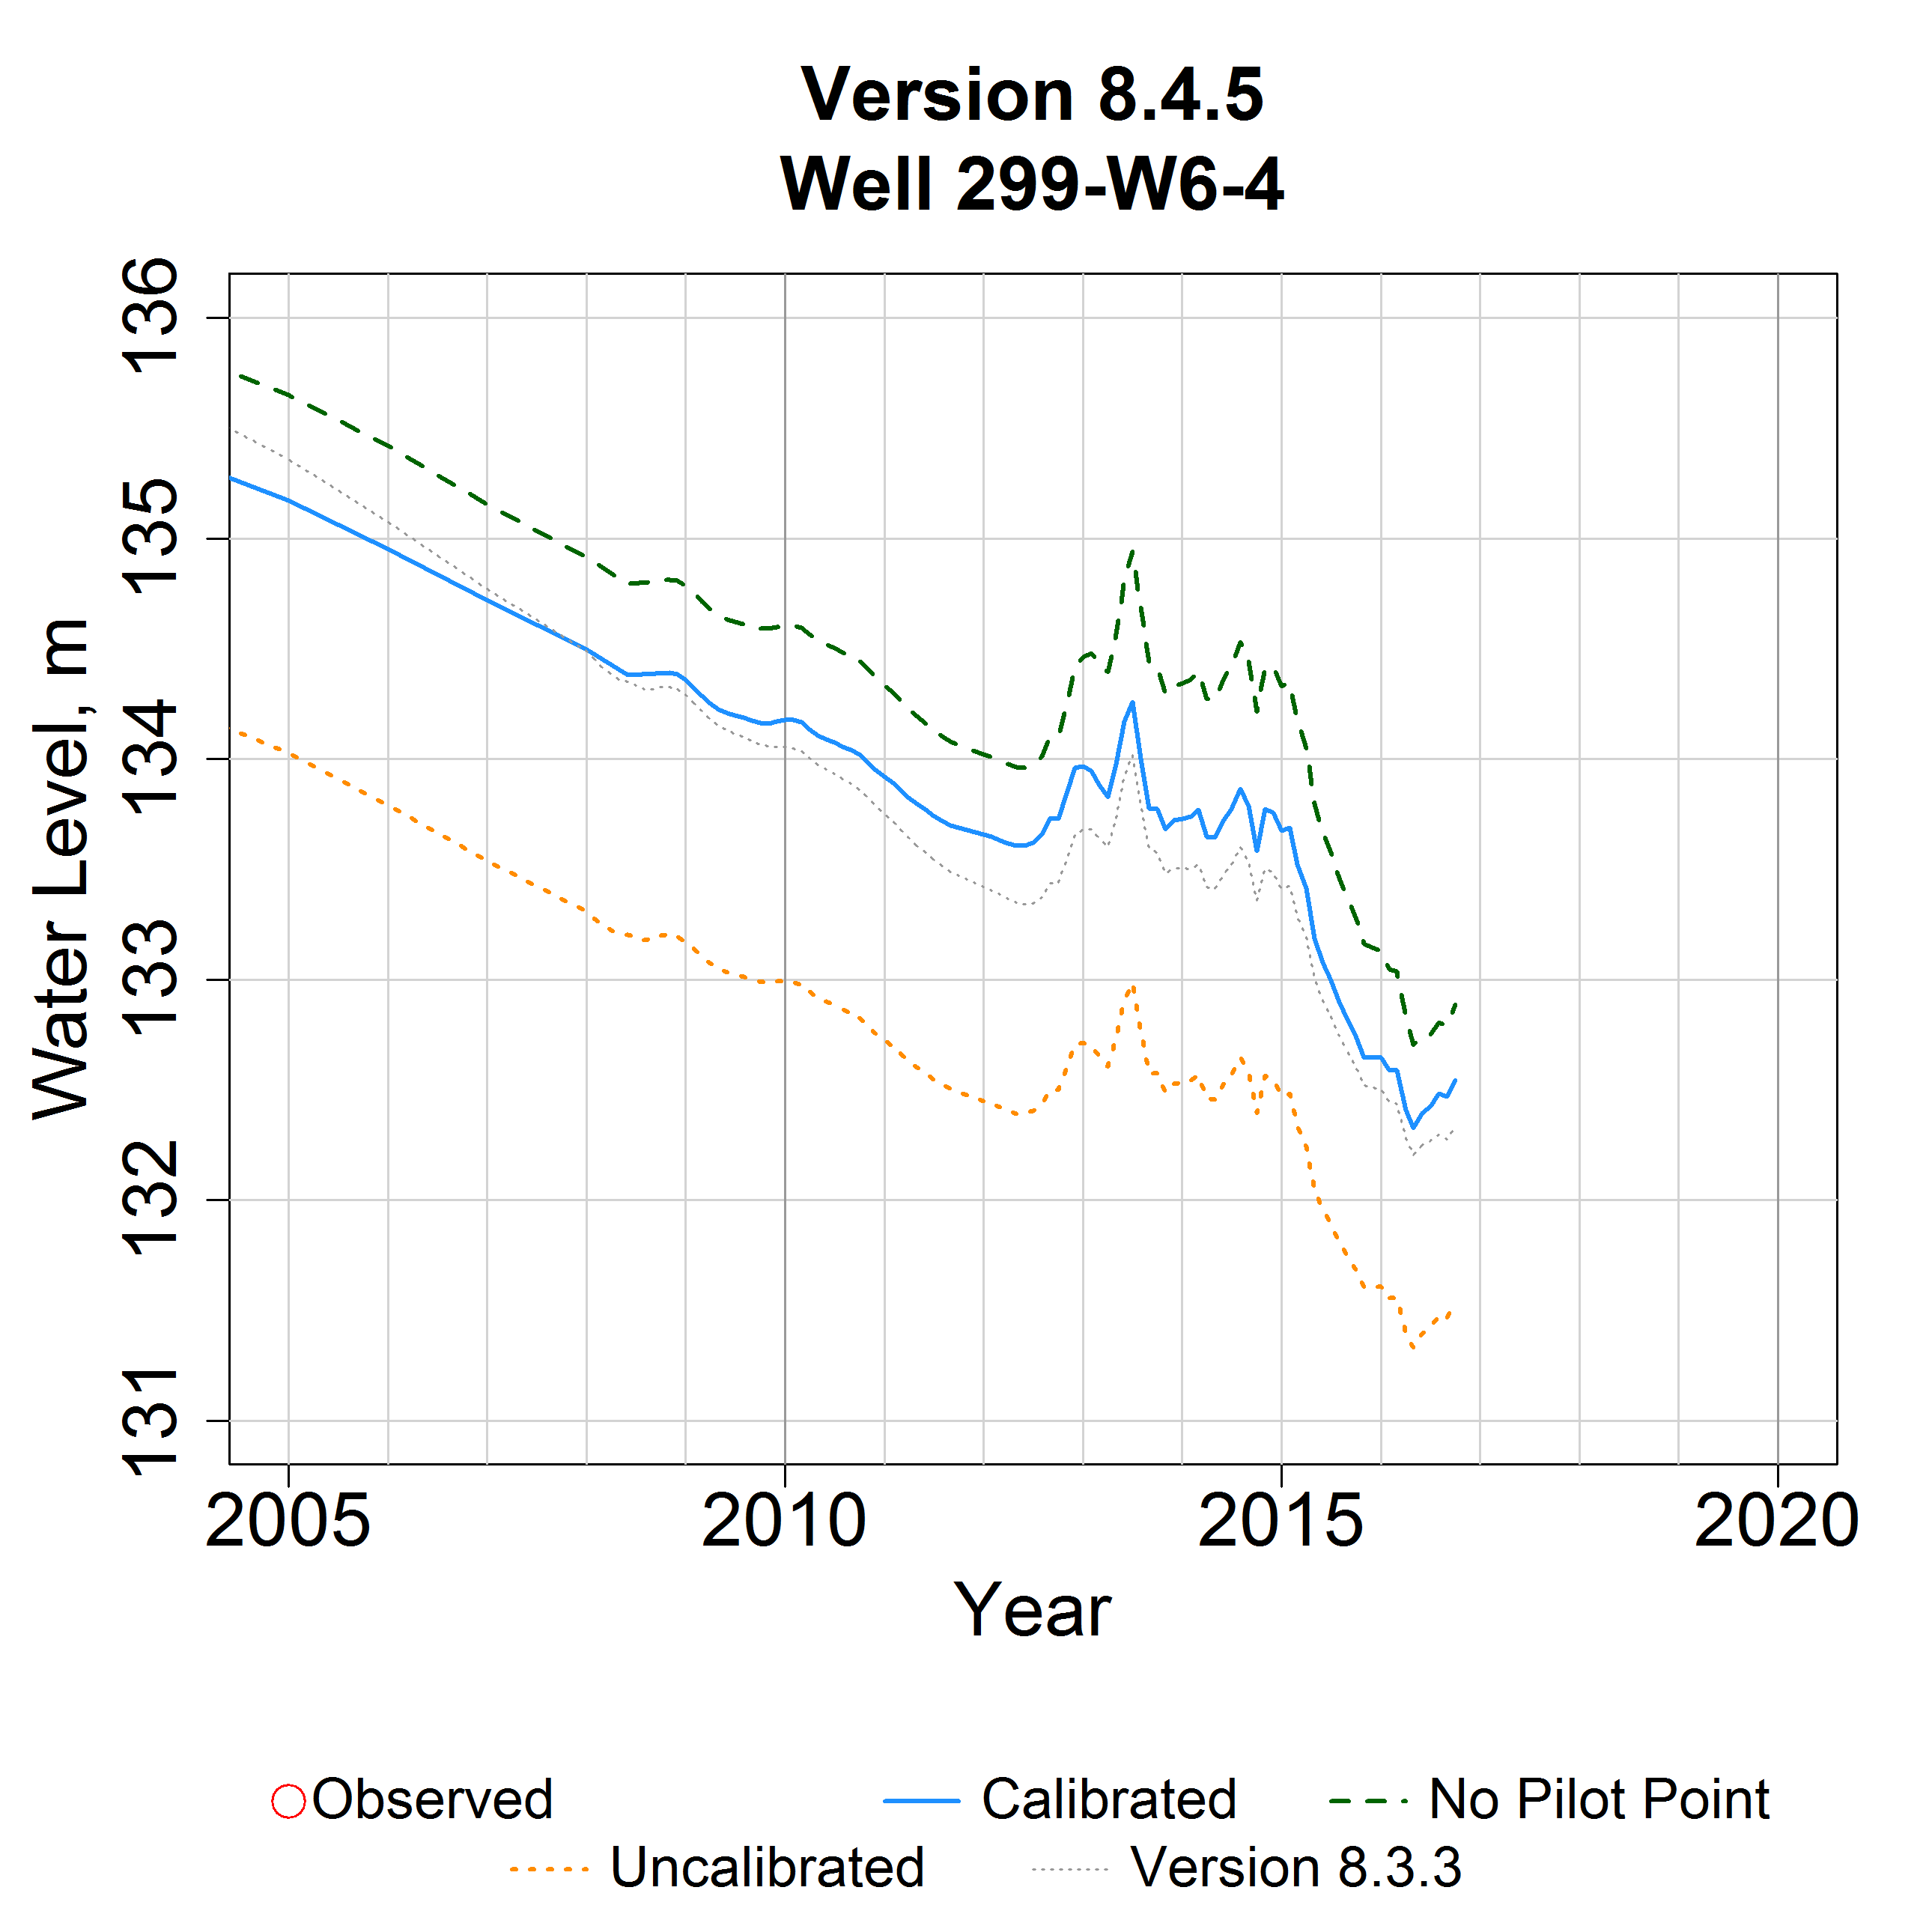 Version 8.4.5
Well 299-W6-4
136
135
134
133
132
131
Water Level, m
2005 2010 2015 2020
Year
Observed Calibrated No Pilot Point
Uncalibrated Version 8.3.3